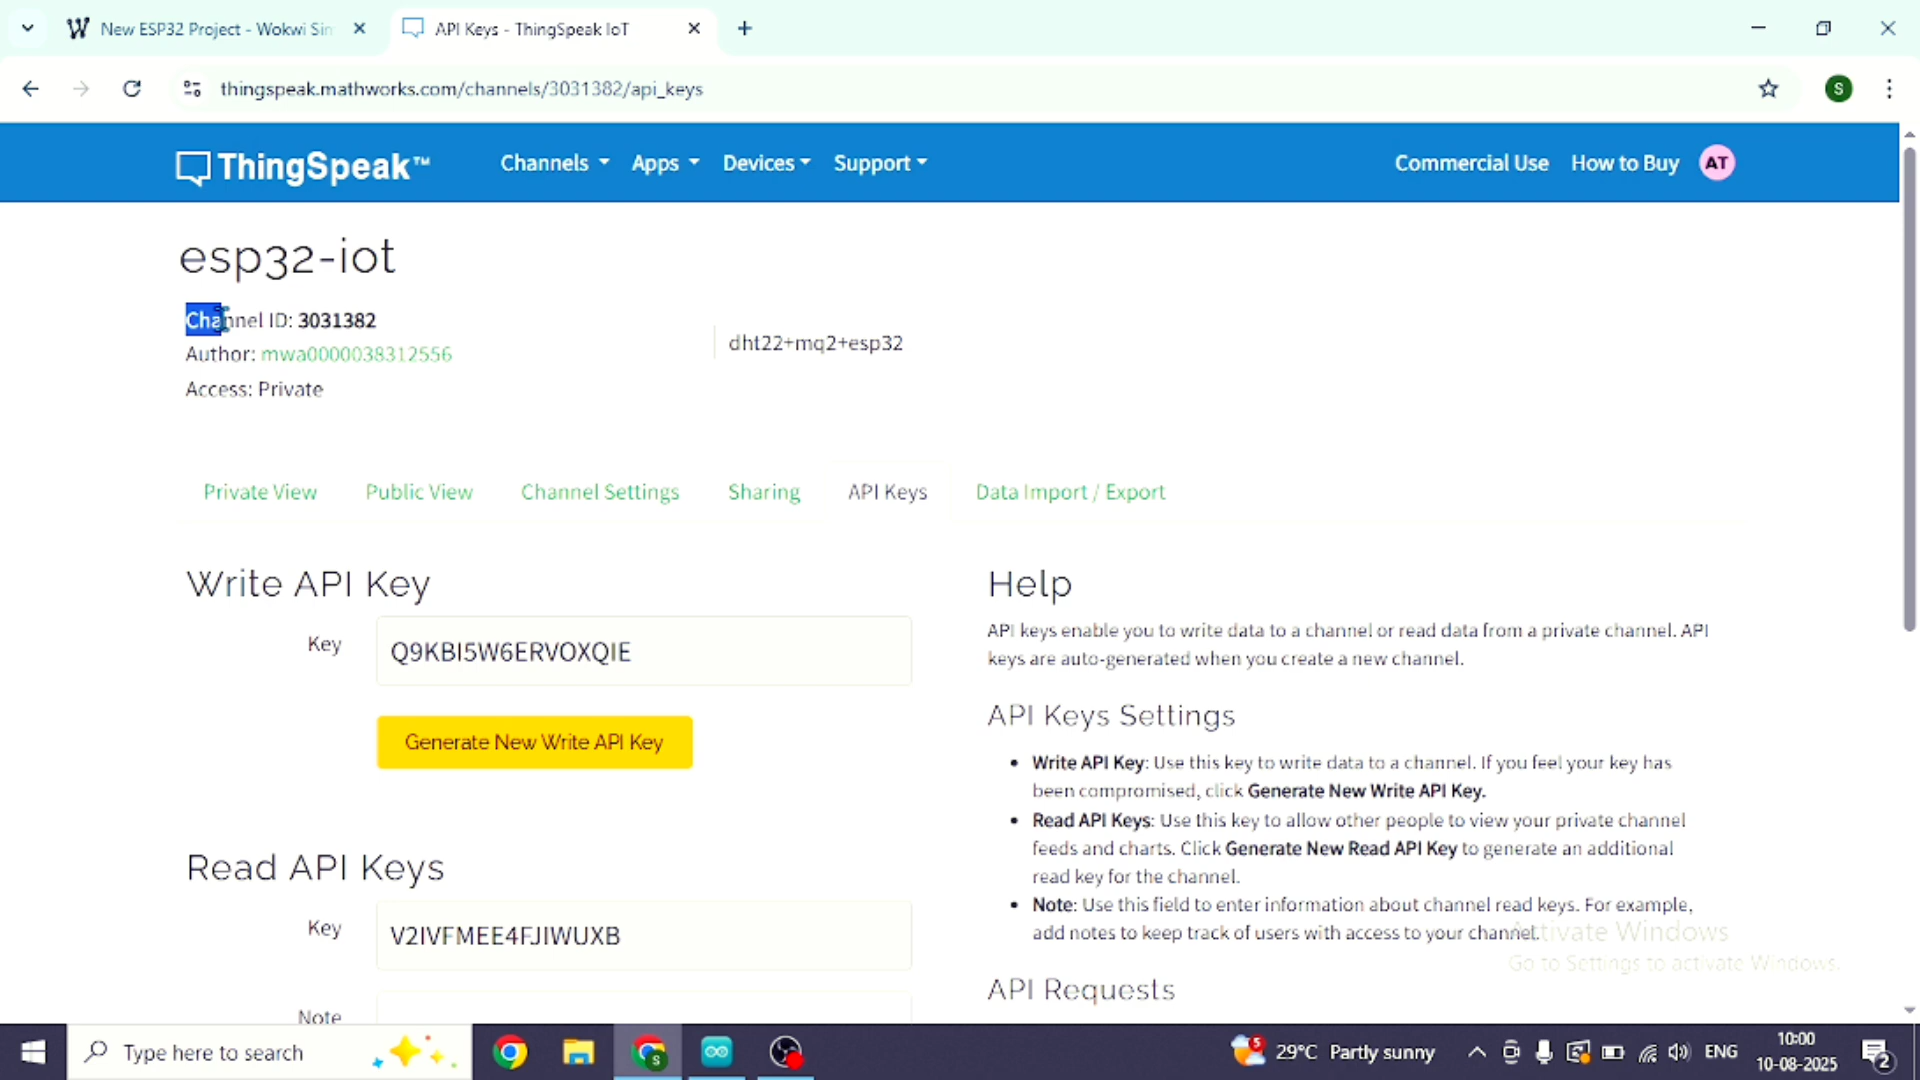 New ESP32 Project - Wokwi Sim
API Keys - ThingSpeak IoT
thingspeak.mathworks.com/channels/3031382/api_keys
S
ThingSpeak™
Channels
Apps
Devices
Support
Commercial Use
How to Buy
AT
esp32-iot
Channel ID: 3031382
Author: mwa0000038312556
Access: Private
dht22+mq2+esp32
Private View
Public View
Channel Settings
Sharing
API Keys
Data Import / Export
Write API Key
Key
Q9KBI5W6ERVOXQIE
Generate New Write API Key
Read API Keys
Key
V2IVFMEE4FJIWUXB
Note
Help
API keys enable you to write data to a channel or read data from a private channel. API
keys are auto-generated when you create a new channel.
API Keys Settings
• Write API Key: Use this key to write data to a channel. If you feel your key has
been compromised, click Generate New Write API Key.
• Read API Keys: Use this key to allow other people to view your private channel
feeds and charts. Click Generate New Read API Key to generate an additional
read key for the channel.
• Note: Use this field to enter information about channel read keys. For example,
add notes to keep track of users with access to your channel.
API Requests
Activate Windows
Go to Settings to activate Windows.
Type here to search
S
5
29°C Partly sunny
ENG
10:00
10-08-2025
2